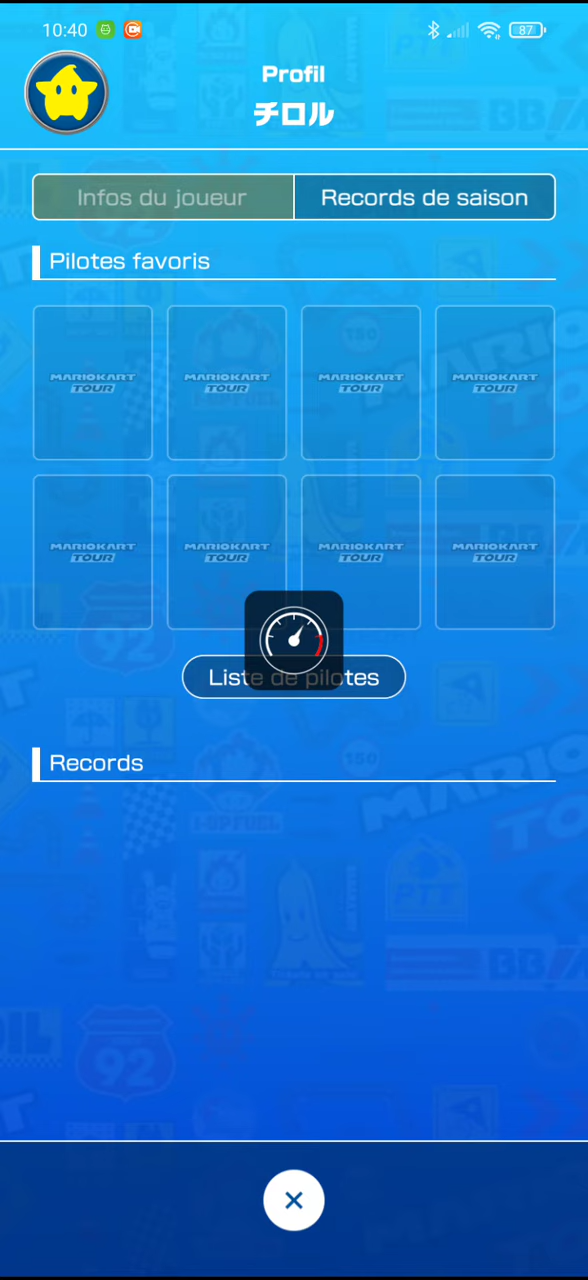 10:40
87
Profil
チロル
Infos du joueur
Records de saison
Pilotes favoris
MARIOKART TOUR
MARIOKART TOUR
MARIOKART TOUR
MARIOKART TOUR
MARIOKART TOUR
MARIOKART TOUR
MARIOKART TOUR
MARIOKART TOUR
Liste de pilotes
Records